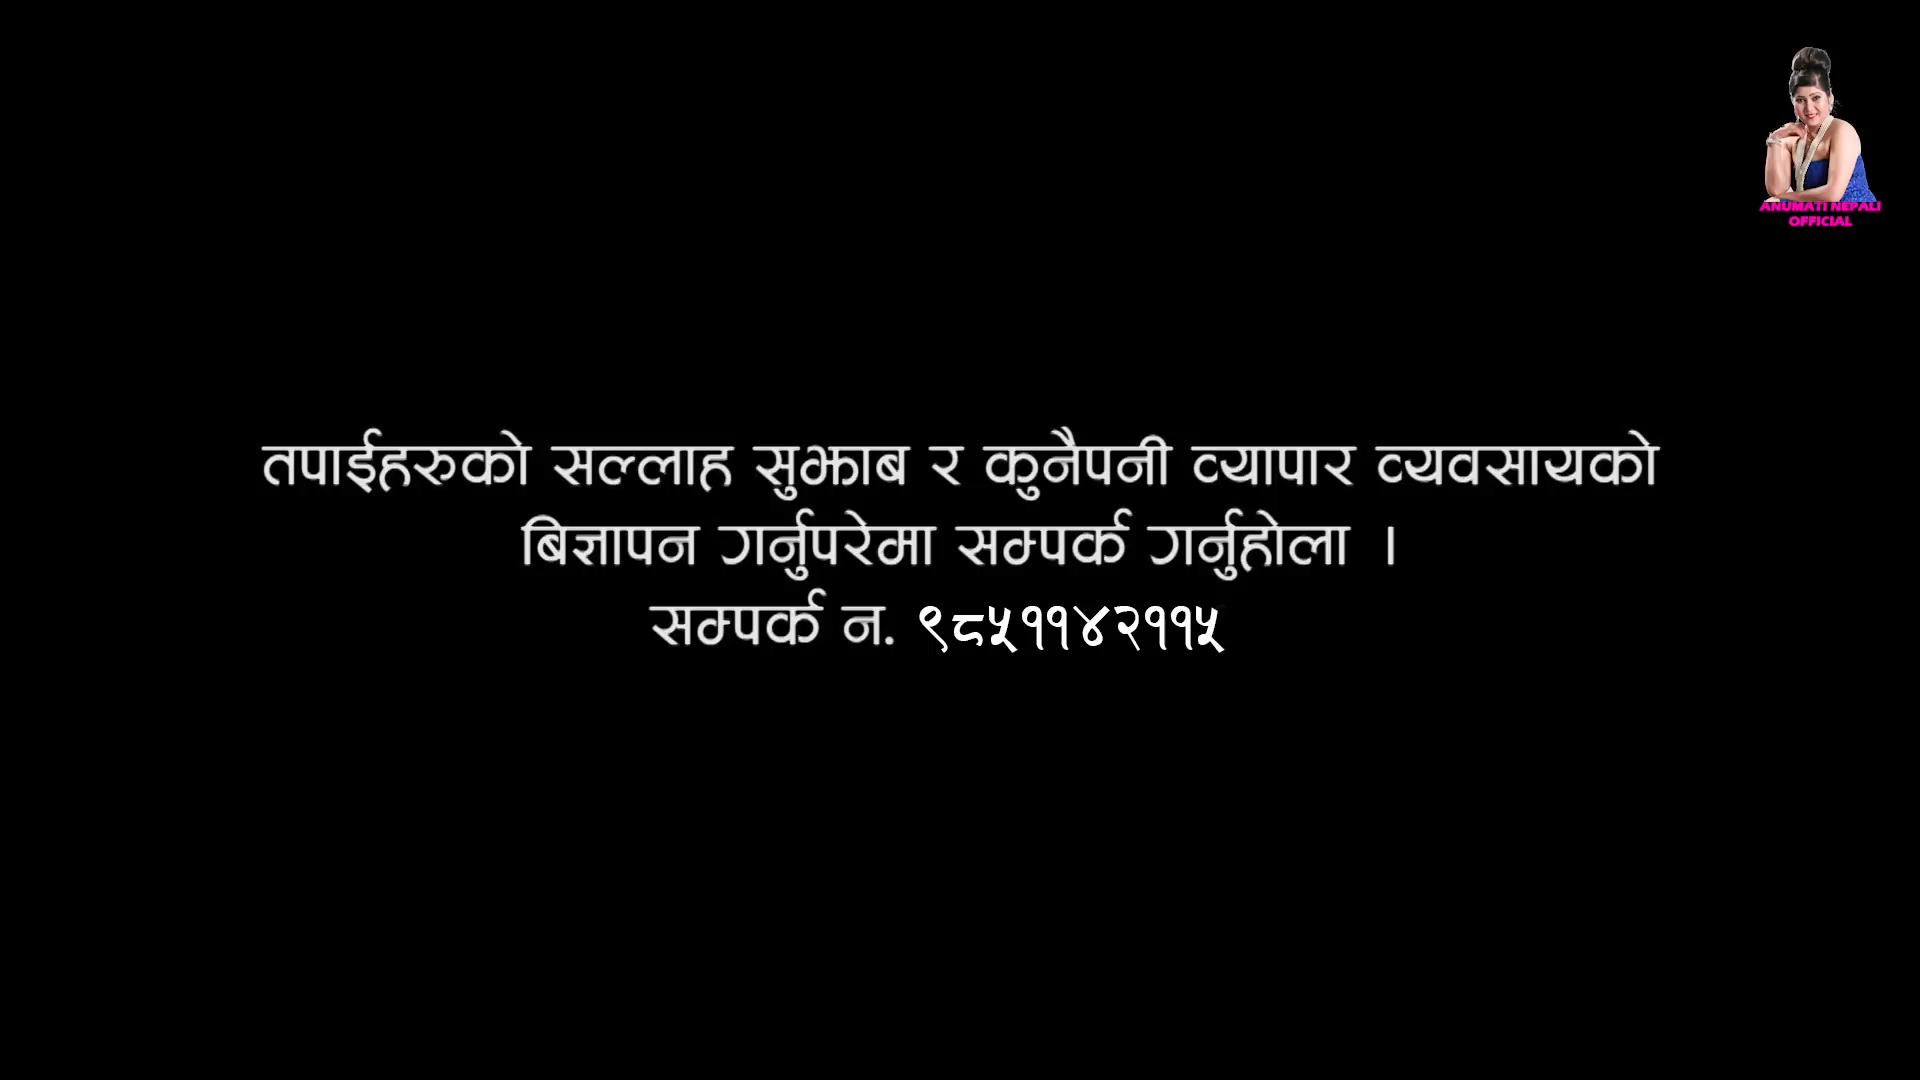 ANUMATI NEPALI
OFFICIAL
तपाईहरुको सल्लाह सुझाब र कुनैपनी व्यापार व्यवसायको
बिज्ञापन गर्नुपरेमा सम्पर्क गर्नुहोला ।
सम्पर्क न. ९८५११४२११५